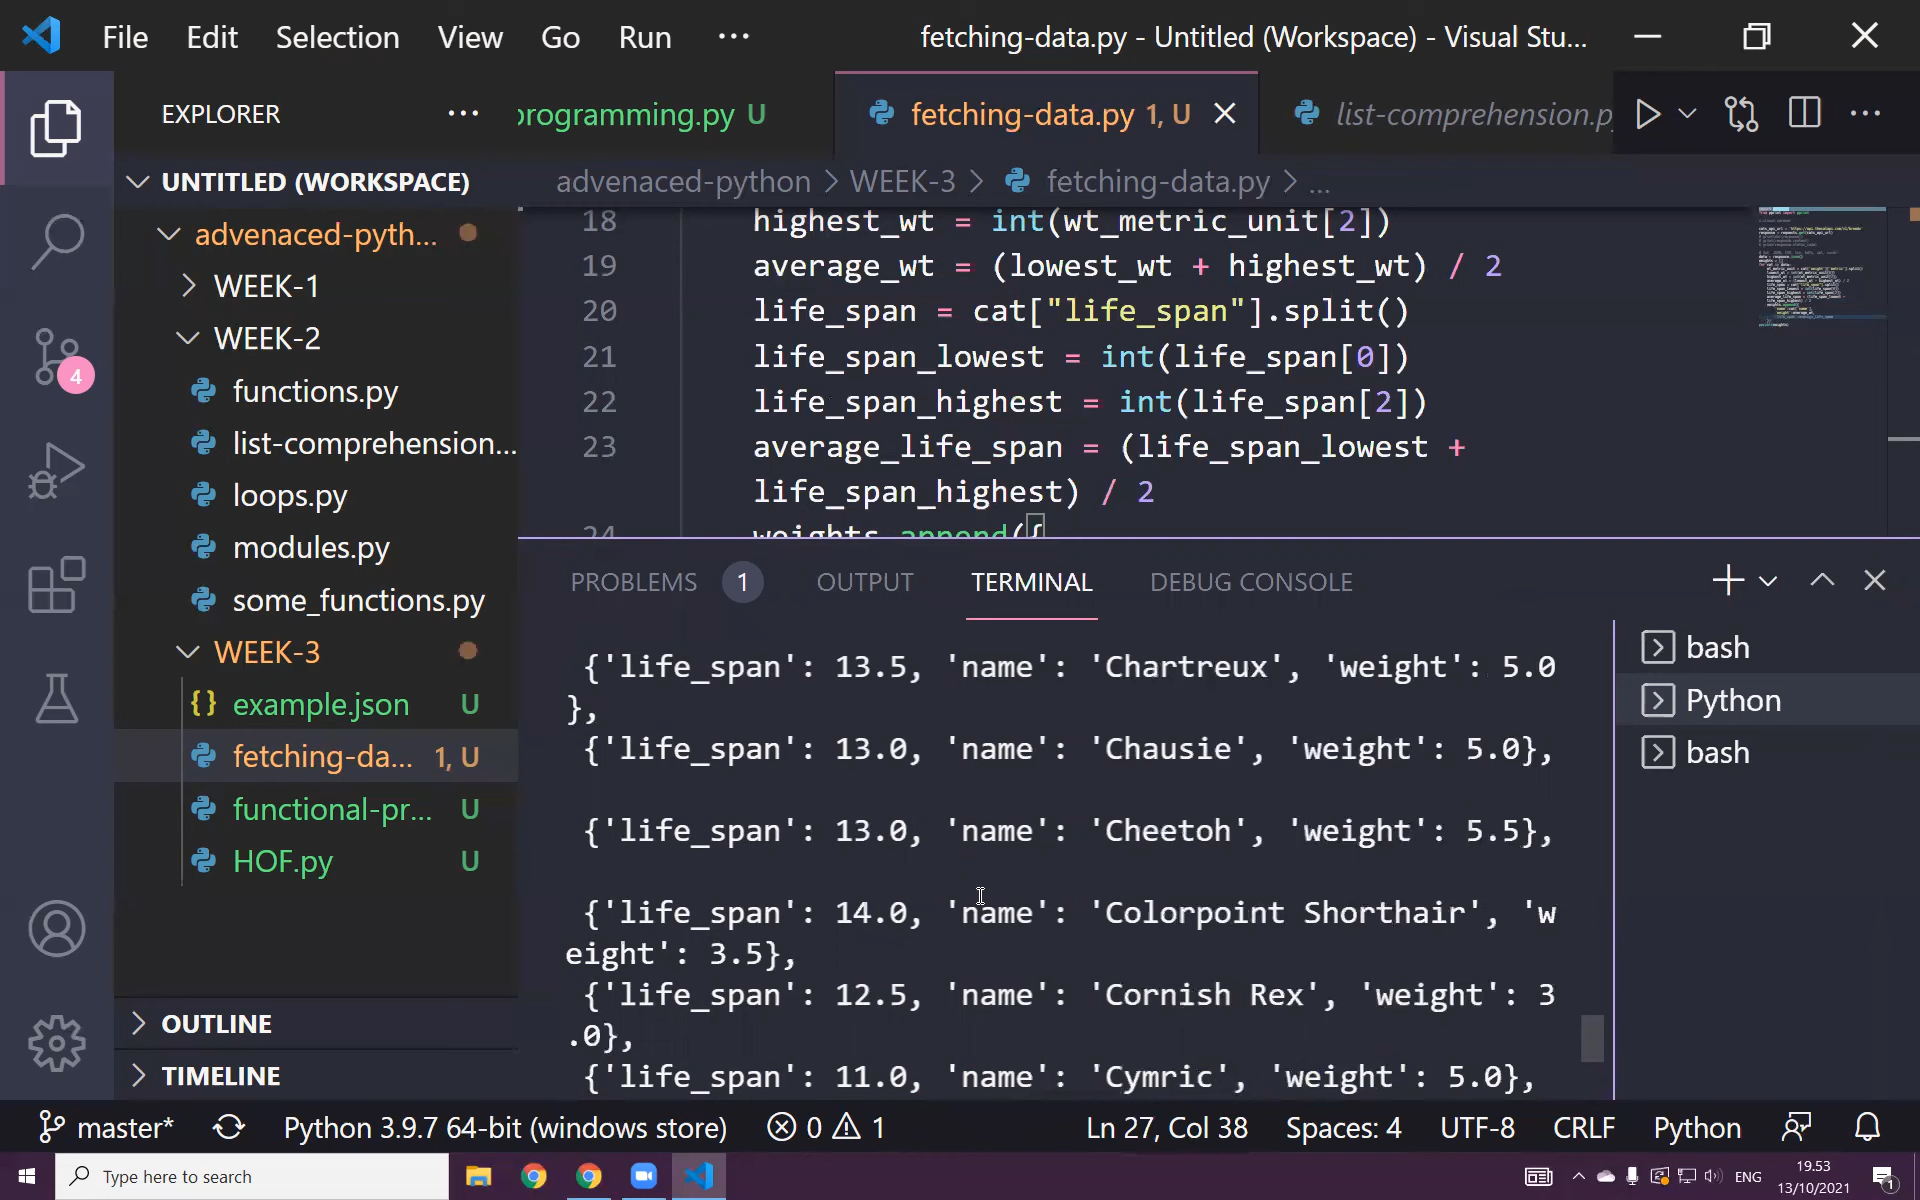 File Edit Selection View Go Run ··· fetching-data.py - Untitled (Workspace) - Visual Stu...
EXPLORER ···
programming.py U fetching-data.py 1, U list-comprehension.p
UNTITLED (WORKSPACE)
advenaced-python > WEEK-3 > fetching-data.py > ...
advenaced-pyth...
WEEK-1
WEEK-2
functions.py
list-comprehension...
loops.py
modules.py
some_functions.py
WEEK-3
example.json U
fetching-da... 1, U
functional-pr... U
HOF.py U
OUTLINE
TIMELINE
4
18 highest_wt = int(wt_metric_unit[2])
19 average_wt = (lowest_wt + highest_wt) / 2
20 life_span = cat["life_span"].split()
21 life_span_lowest = int(life_span[0])
22 life_span_highest = int(life_span[2])
23 average_life_span = (life_span_lowest +
life_span_highest) / 2
24 weights.append({
PROBLEMS 1 OUTPUT TERMINAL DEBUG CONSOLE
{'life_span': 13.5, 'name': 'Chartreux', 'weight': 5.0
},
{'life_span': 13.0, 'name': 'Chausie', 'weight': 5.0},
{'life_span': 13.0, 'name': 'Cheetoh', 'weight': 5.5},
{'life_span': 14.0, 'name': 'Colorpoint Shorthair', 'w
eight': 3.5},
{'life_span': 12.5, 'name': 'Cornish Rex', 'weight': 3
.0},
{'life_span': 11.0, 'name': 'Cymric', 'weight': 5.0},
bash
Python
bash
master* Python 3.9.7 64-bit (windows store) 0 1 Ln 27, Col 38 Spaces: 4 UTF-8 CRLF Python
Type here to search ENG 19.53
13/10/2021 1